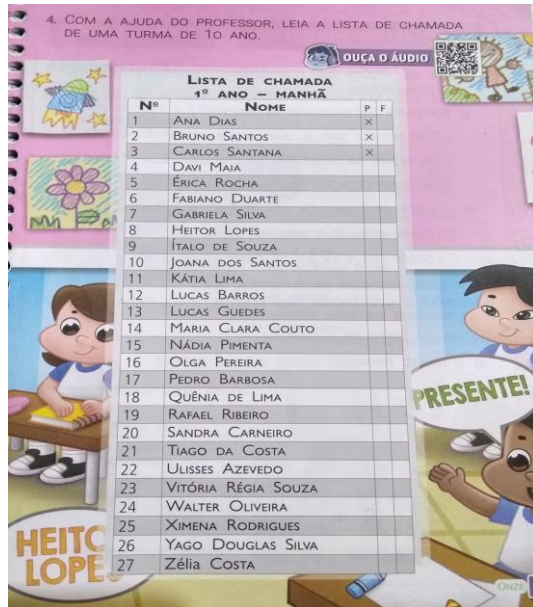 4. COM A AJUDA DO PROFESSOR, LEIA A LISTA DE CHAMADA
DE UMA TURMA DE 1O ANO.
OUÇA O ÁUDIO
LISTA DE CHAMADA
1º ANO – MANHÃ
Nº NOME P F
1 ANA DIAS ×
2 BRUNO SANTOS ×
3 CARLOS SANTANA ×
4 DAVI MAIA
5 ÉRICA ROCHA
6 FABIANO DUARTE
7 GABRIELA SILVA
8 HEITOR LOPES
9 ÍTALO DE SOUZA
10 JOANA DOS SANTOS
11 KÁTIA LIMA
12 LUCAS BARROS
13 LUCAS GUEDES
14 MARIA CLARA COUTO
15 NÁDIA PIMENTA
16 OLGA PEREIRA
17 PEDRO BARBOSA
18 QUÊNIA DE LIMA
19 RAFAEL RIBEIRO
20 SANDRA CARNEIRO
21 TIAGO DA COSTA
22 ULISSES AZEVEDO
23 VITÓRIA RÉGIA SOUZA
24 WALTER OLIVEIRA
25 XIMENA RODRIGUES
26 YAGO DOUGLAS SILVA
27 Zélia COSTA
PRESENTE!
HEITO
LOPES
ONZE